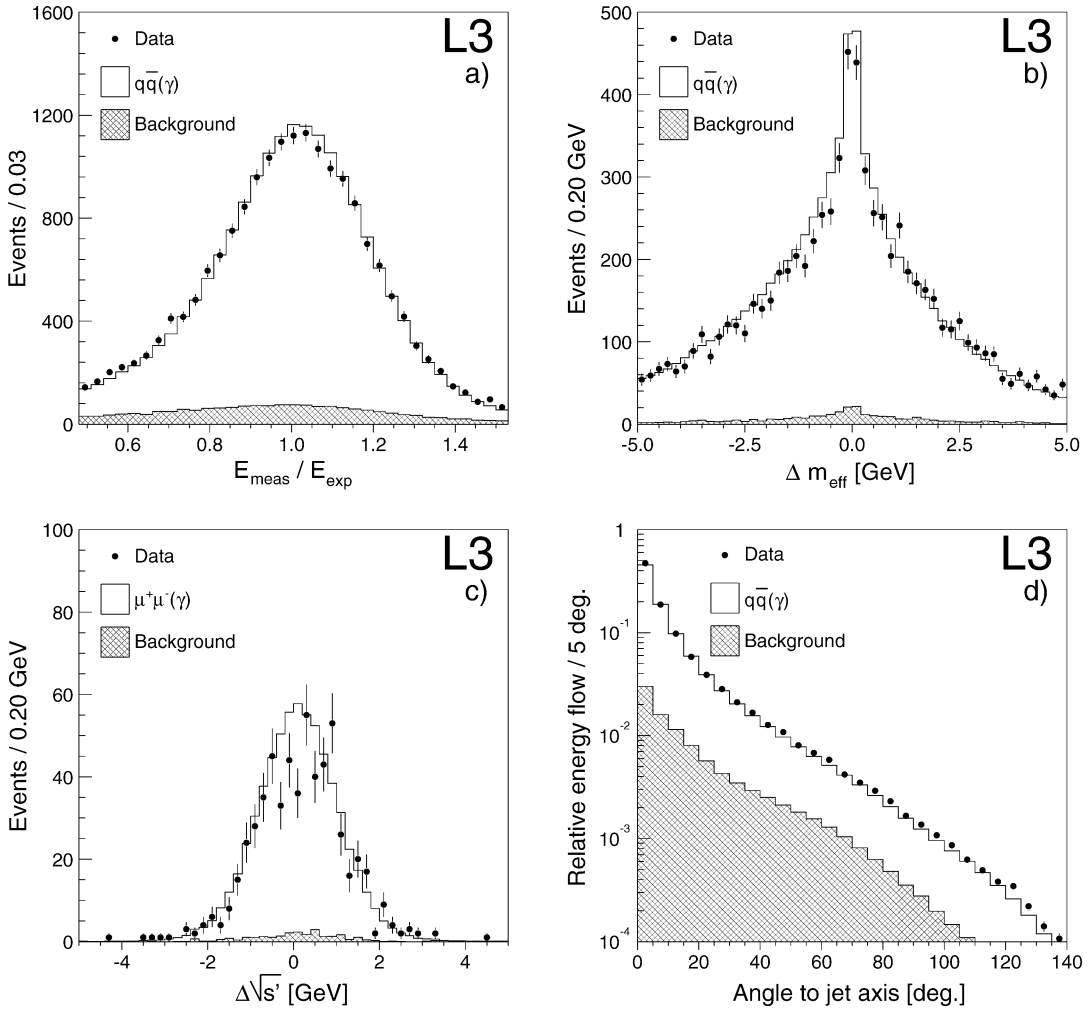 1600
1200
800
400
0
Events / 0.03
Data
qq̅(γ)
Background
L3
a)
0.6 0.8 1.0 1.2 1.4
E_meas / E_exp
500
400
300
200
100
0
Events / 0.20 GeV
Data
qq̅(γ)
Background
L3
b)
-5.0 -2.5 0.0 2.5 5.0
Δ m_eff [GeV]
100
80
60
40
20
0
Events / 0.20 GeV
Data
μ⁺μ⁻(γ)
Background
L3
c)
-4 -2 0 2 4
Δ√s’ [GeV]
1
10⁻¹
10⁻²
10⁻³
10⁻⁴
Relative energy flow / 5 deg.
Data
qq̅(γ)
Background
L3
d)
0 20 40 60 80 100 120 140
Angle to jet axis [deg.]